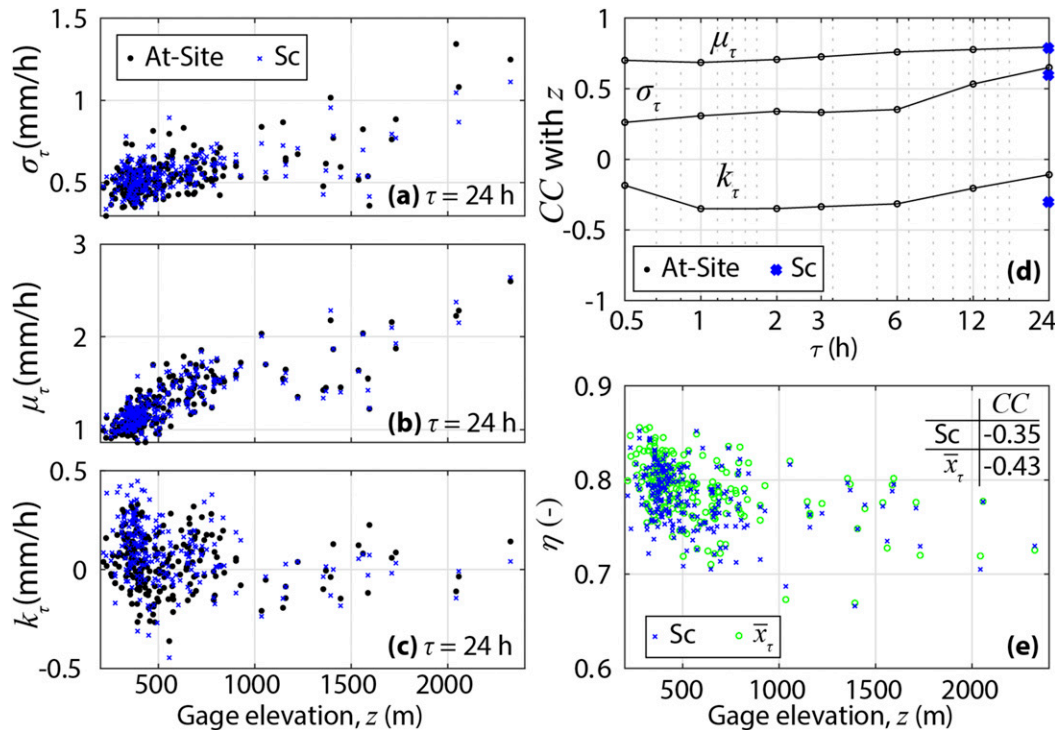 1.5
1
0.5
σ_τ (mm/h)
At-Site
Sc
(a) τ = 24 h
3
2
1
μ_τ (mm/h)
(b) τ = 24 h
0.5
0
-0.5
k_τ (mm/h)
(c) τ = 24 h
500
1000
1500
2000
Gage elevation, z (m)
1
0.5
0
-0.5
-1
CC with z
μ_τ
σ_τ
k_τ
At-Site
Sc
(d)
0.5
1
2
3
6
12
24
τ (h)
0.9
0.8
0.7
0.6
η (-)
CC
Sc -0.35
x̅_τ -0.43
Sc
x̅_τ
(e)
500
1000
1500
2000
Gage elevation, z (m)